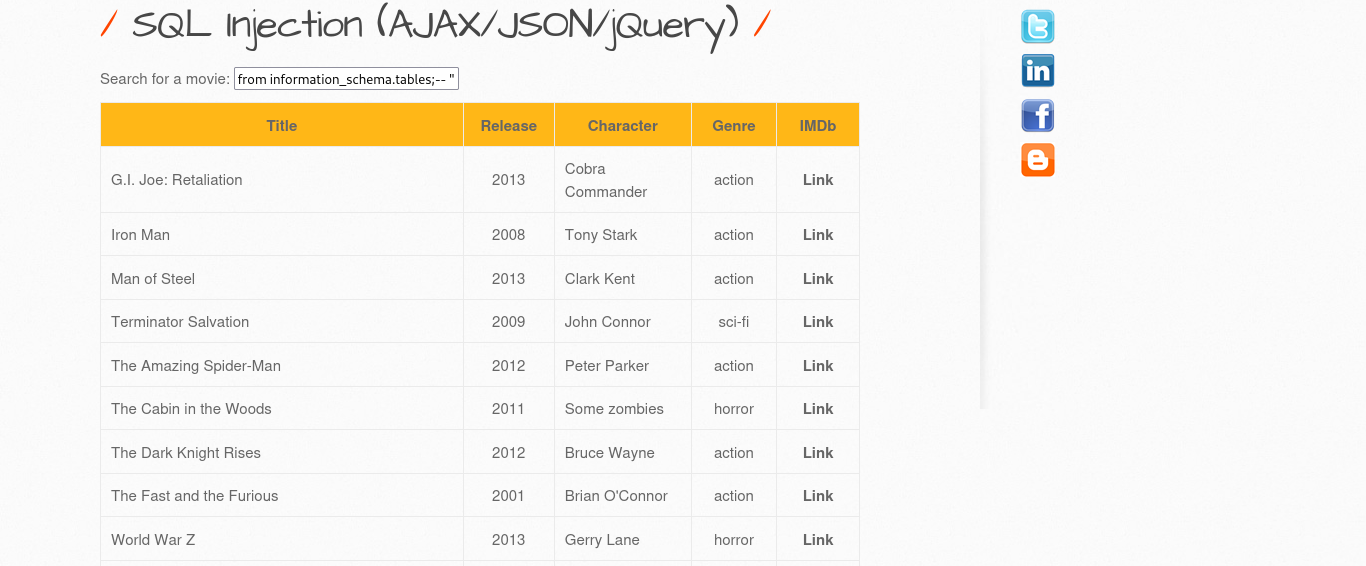 / SQL Injection (AJAX/JSON/jQuery) /
Search for a movie: from information_schema.tables;-- "
Title Release Character Genre IMDb
G.I. Joe: Retaliation 2013 Cobra Commander action Link
Iron Man 2008 Tony Stark action Link
Man of Steel 2013 Clark Kent action Link
Terminator Salvation 2009 John Connor sci-fi Link
The Amazing Spider-Man 2012 Peter Parker action Link
The Cabin in the Woods 2011 Some zombies horror Link
The Dark Knight Rises 2012 Bruce Wayne action Link
The Fast and the Furious 2001 Brian O'Connor action Link
World War Z 2013 Gerry Lane horror Link